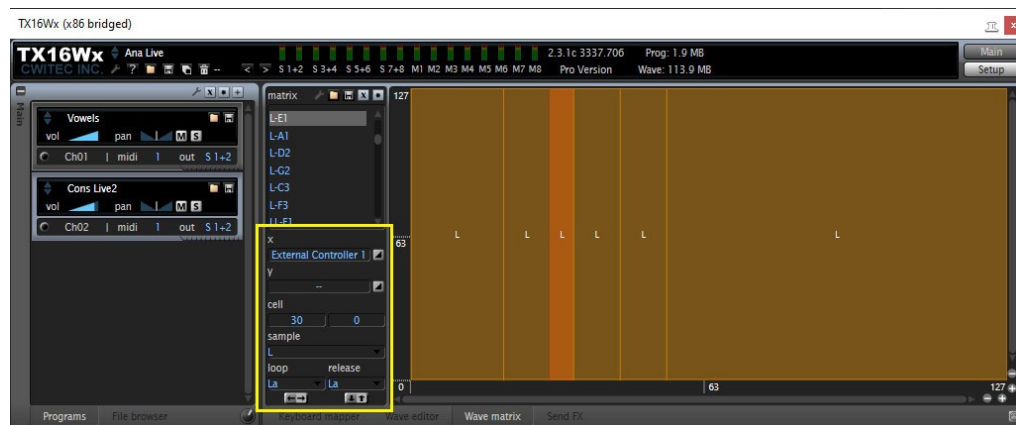 TX16Wx (x86 bridged)
TX16Wx Ana Live
CWITEC INC. ? -- < > S 1+2 S 3+4 S 5+6 S 7+8 M1 M2 M3 M4 M5 M6 M7 M8
2.3.1c 3337.706 Prog: 1.9 MB
Pro Version Wave: 113.9 MB
Main
Setup
Main
X
Vowels
vol pan M S
Ch01 | midi 1 out S 1+2
Cons Live2
vol pan M S
Ch02 | midi 1 out S 1+2
matrix X
L-E1
L-A1
L-D2
L-G2
L-C3
L-F3
LL-E1
x
External Controller 1
y
--
cell
30 0
sample
L
loop release
La La
127
63
L L L L L L
0 63 127
Programs File browser Keyboard mapper Wave editor Wave matrix Send FX